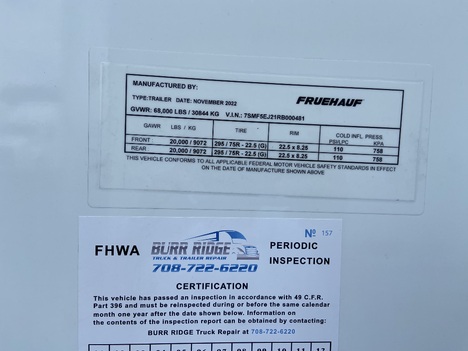 MANUFACTURED BY:
FRUEHAUF
TYPE:TRAILER DATE: NOVEMBER 2022
GVWR: 68,000 LBS / 30844 KG V.I.N.: 7SMF5EJ21RB000481
GAWR LBS / KG TIRE RIM COLD INFL. PRESS
PSI/LPC KPA
FRONT 20,000 / 9072 295 / 75R - 22.5 (G) 22.5 x 8.25 110 758
REAR 20,000 / 9072 295 / 75R - 22.5 (G) 22.5 x 8.25 110 758
THIS VEHICLE CONFORMS TO ALL APPLICABLE FEDERAL MOTOR VEHICLE SAFETY STANDARDS IN EFFECT
ON THE DATE OF MANUFACTURE SHOWN ABOVE
Nº 157
FHWA BURR RIDGE PERIODIC
TRUCK & TRAILER REPAIR
708-722-6220 INSPECTION
CERTIFICATION
This vehicle has passed an inspection in accordance with 49 C.F.R.
Part 396 and must be reinspected during or before the same calendar
month one year after the date shown below. Information on
the contents of the inspection report can be obtained by contacting:
BURR RIDGE Truck Repair at 708-722-6220